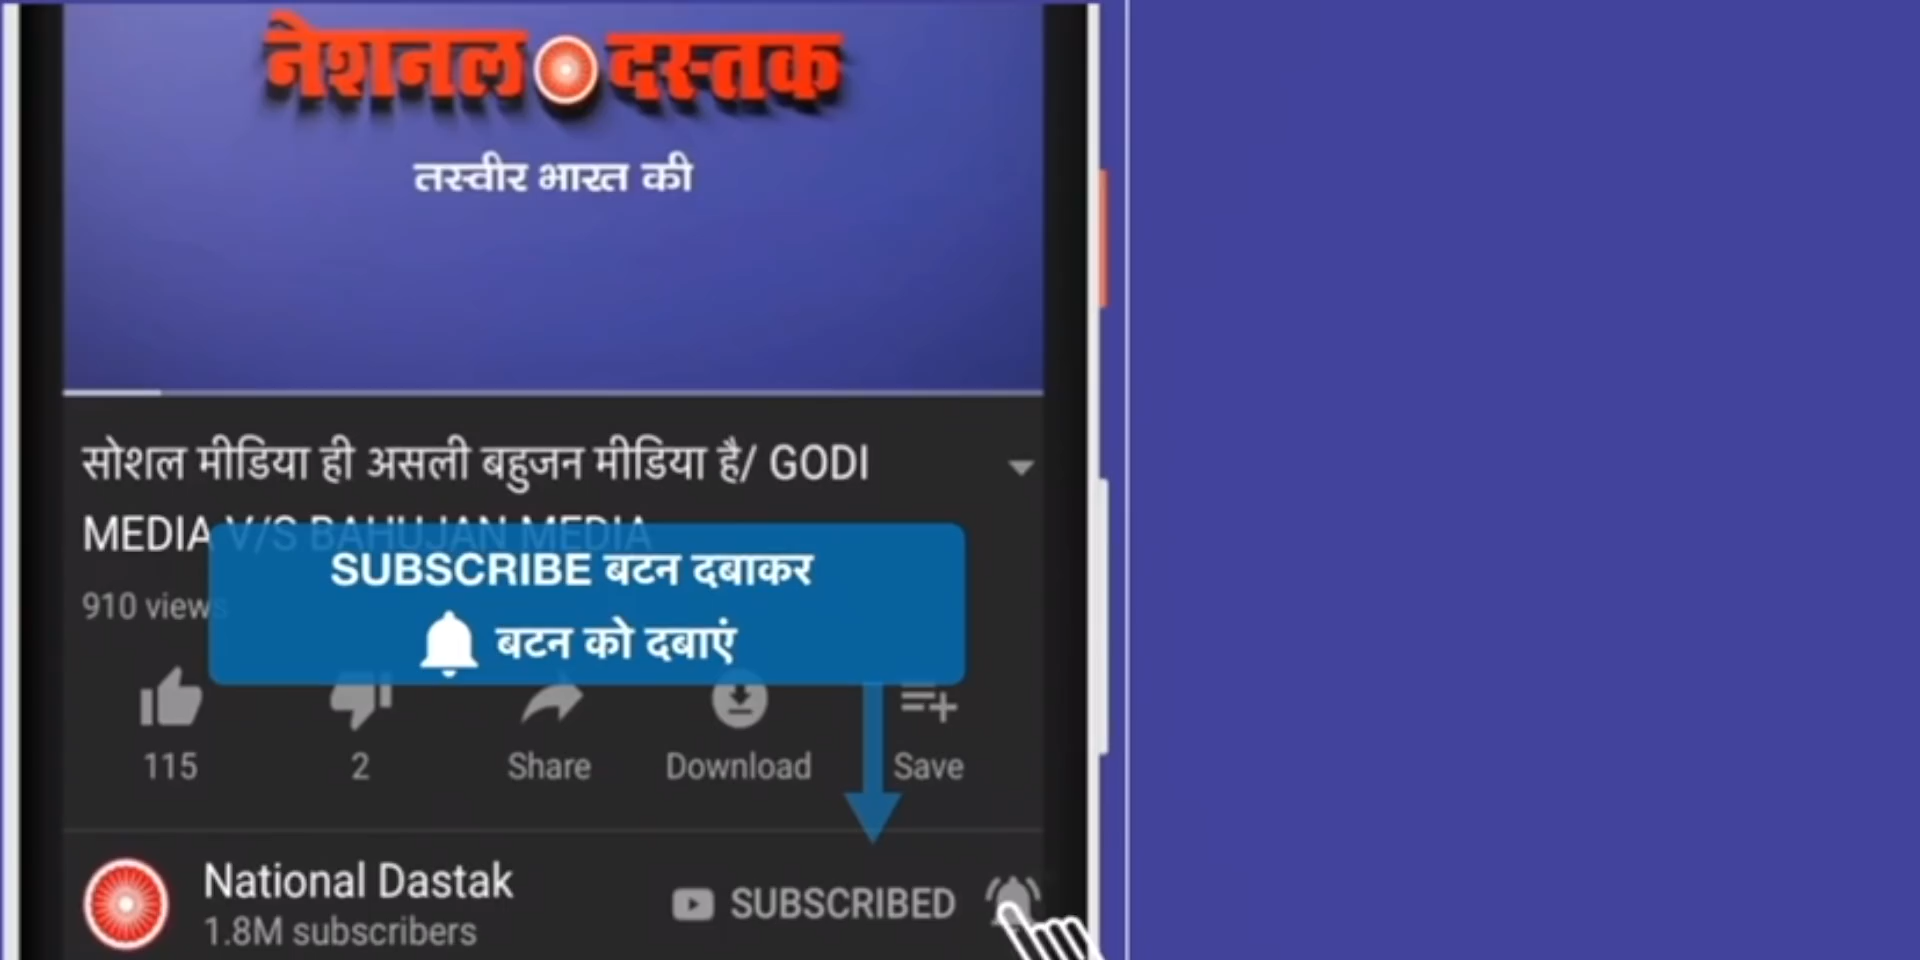 नेशनल दस्तक
तस्वीर भारत की
सोशल मीडिया ही असली बहुजन मीडिया है/ GODI
MEDIA V/S BAHUJAN MEDIA
SUBSCRIBE बटन दबाकर
910 views
बटन को दबाएं
115
2
Share
Download
Save
National Dastak
SUBSCRIBED
1.8M subscribers